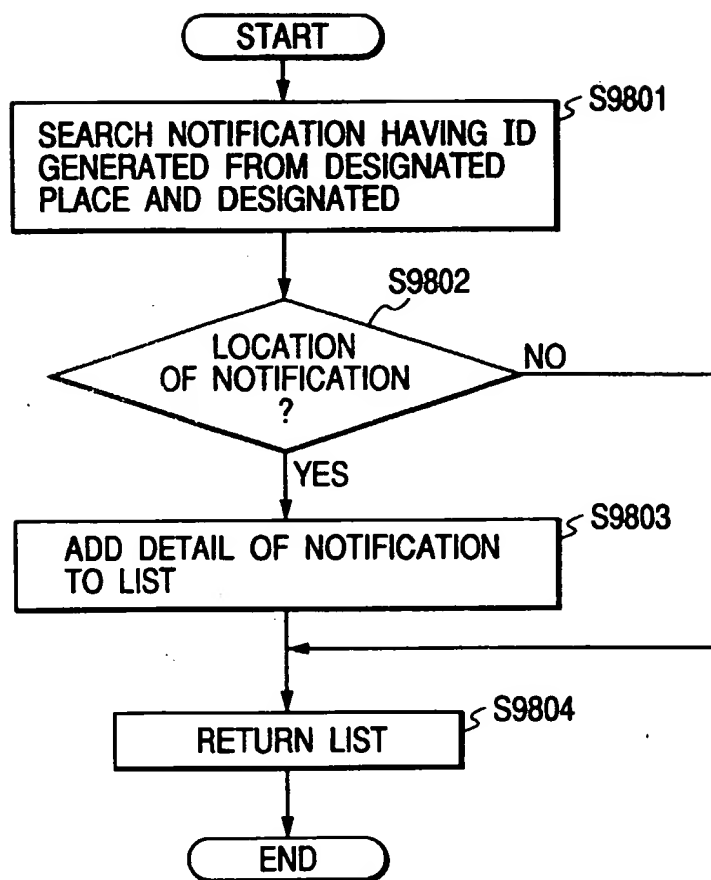 START
S9801
SEARCH NOTIFICATION HAVING ID
GENERATED FROM DESIGNATED
PLACE AND DESIGNATED
S9802
LOCATION
OF NOTIFICATION
?
NO
YES
S9803
ADD DETAIL OF NOTIFICATION
TO LIST
S9804
RETURN LIST
END